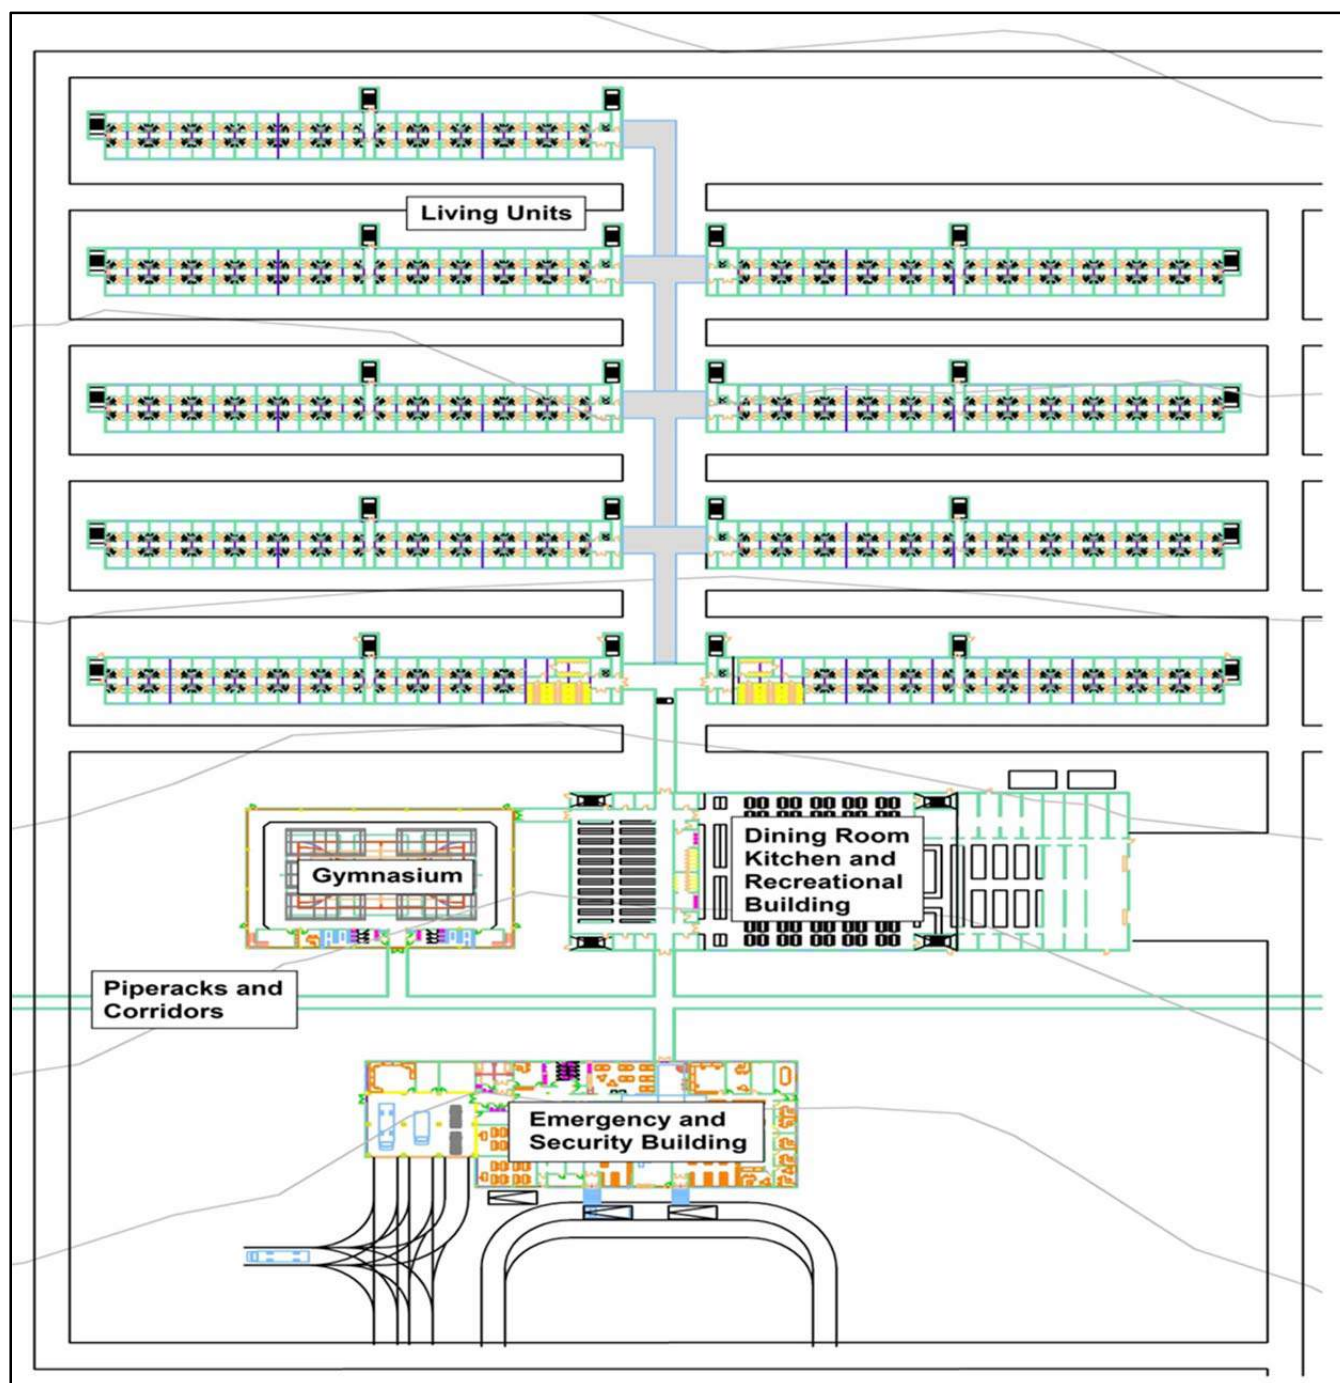 Living Units
Gymnasium
Dining Room
Kitchen and
Recreational
Building
Piperacks and
Corridors
Emergency and
Security Building